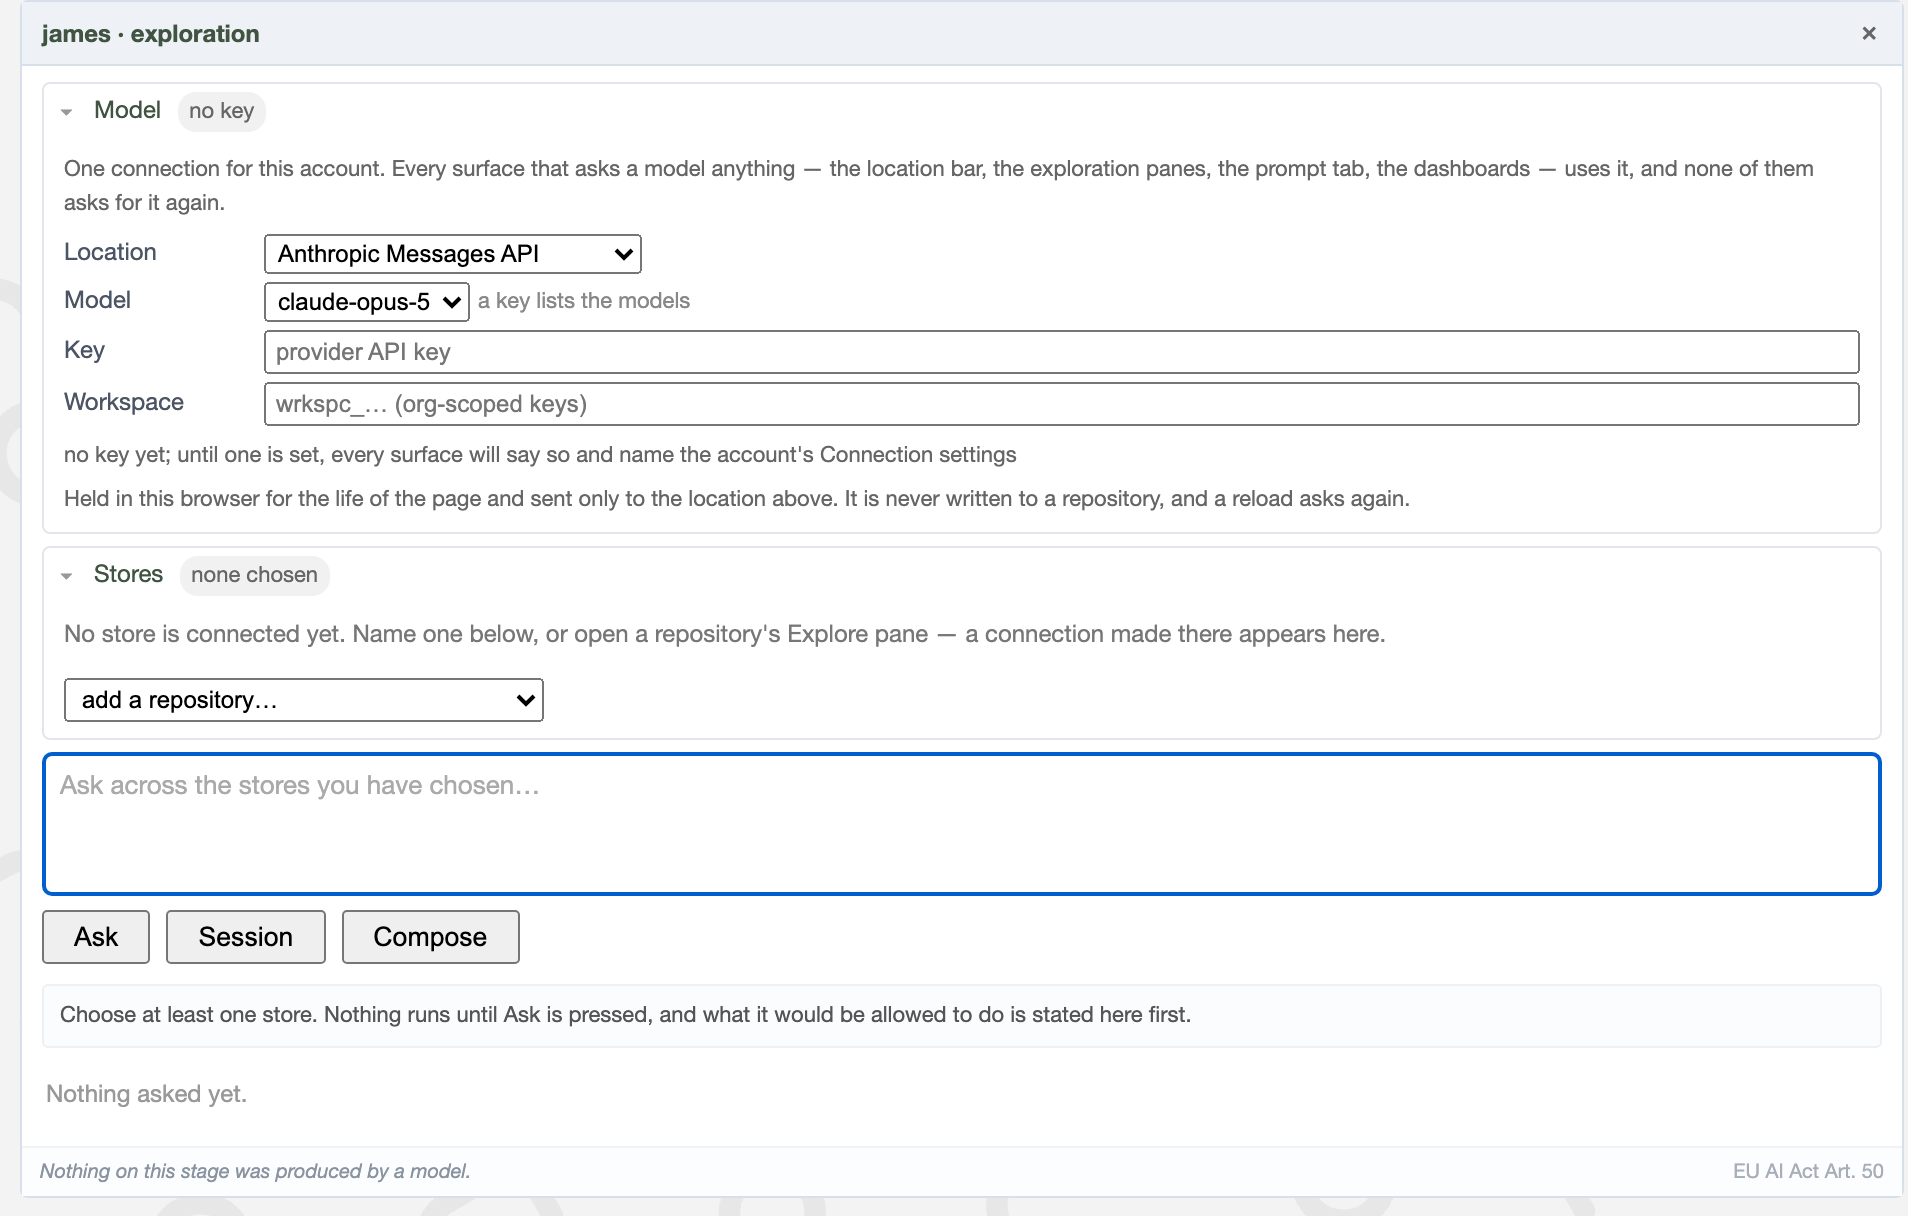 james · exploration
×
Model no key
One connection for this account. Every surface that asks a model anything — the location bar, the exploration panes, the prompt tab, the dashboards — uses it, and none of them
asks for it again.
Location Anthropic Messages API
Model claude-opus-5 a key lists the models
Key provider API key
Workspace wrkspc_… (org-scoped keys)
no key yet; until one is set, every surface will say so and name the account's Connection settings
Held in this browser for the life of the page and sent only to the location above. It is never written to a repository, and a reload asks again.
Stores none chosen
No store is connected yet. Name one below, or open a repository's Explore pane — a connection made there appears here.
add a repository…
Ask across the stores you have chosen…
Ask Session Compose
Choose at least one store. Nothing runs until Ask is pressed, and what it would be allowed to do is stated here first.
Nothing asked yet.
Nothing on this stage was produced by a model. EU AI Act Art. 50